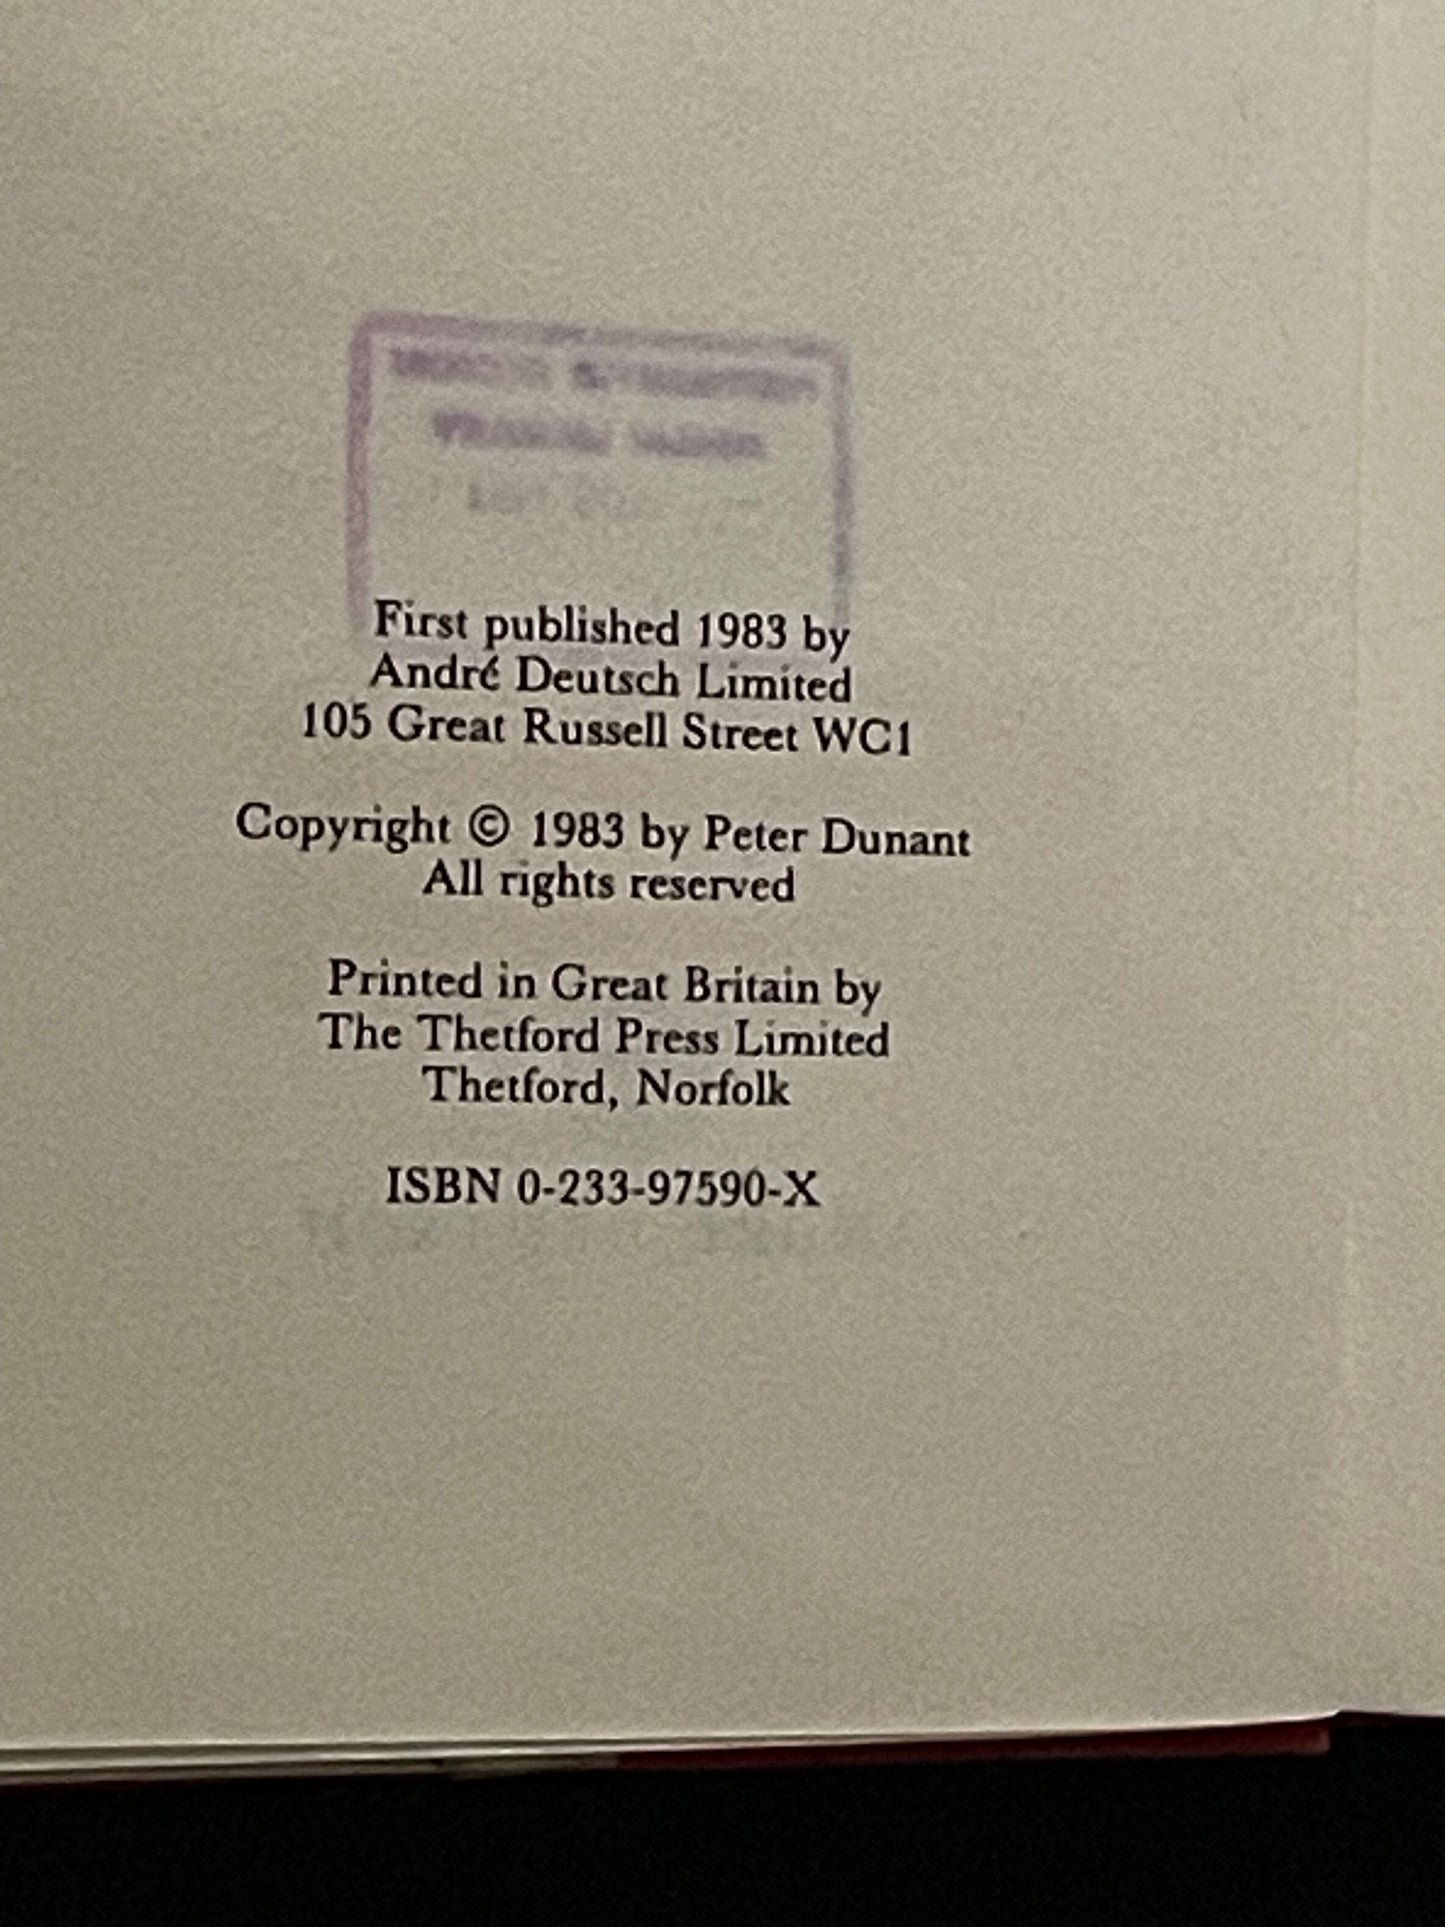 First published 1983 by
André Deutsch Limited
105 Great Russell Street WC1
Copyright © 1983 by Peter Dunant
All rights reserved
Printed in Great Britain by
The Thetford Press Limited
Thetford, Norfolk
ISBN 0-233-97590-X